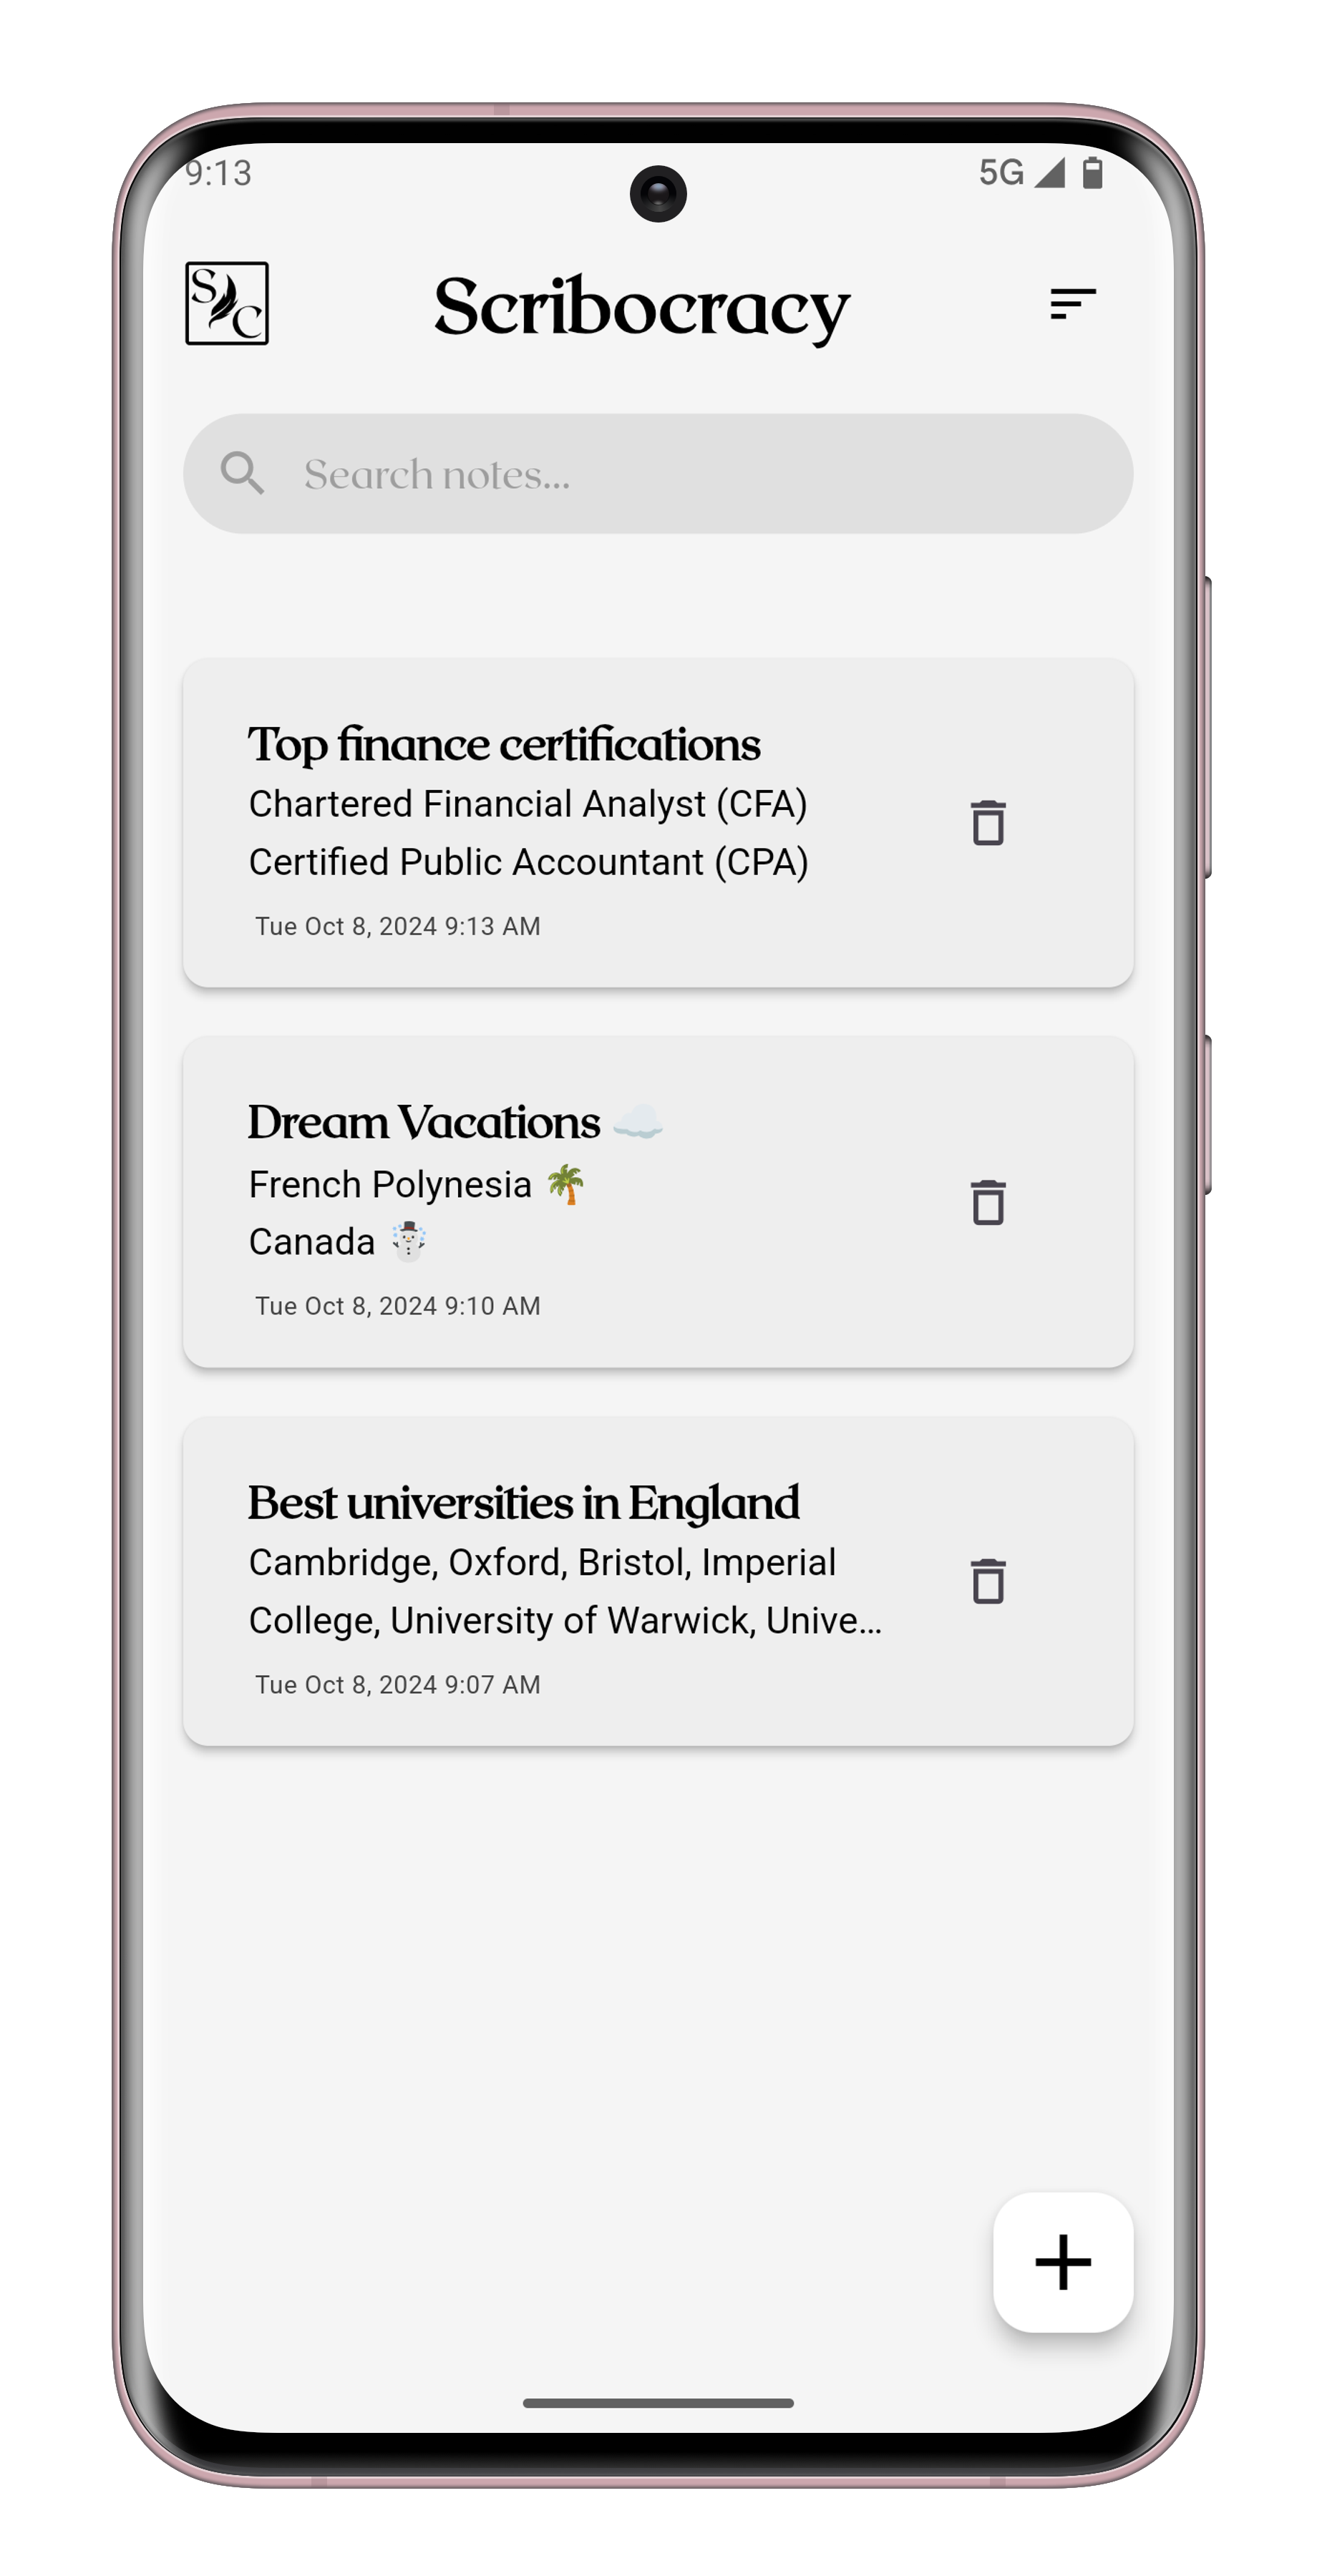 9:13
5G
S C
Scribocracy
Search notes...
Top finance certifications
Chartered Financial Analyst (CFA)
Certified Public Accountant (CPA)
Tue Oct 8, 2024 9:13 AM
Dream Vacations ☁️
French Polynesia 🌴
Canada ☃️
Tue Oct 8, 2024 9:10 AM
Best universities in England
Cambridge, Oxford, Bristol, Imperial
College, University of Warwick, Unive...
Tue Oct 8, 2024 9:07 AM